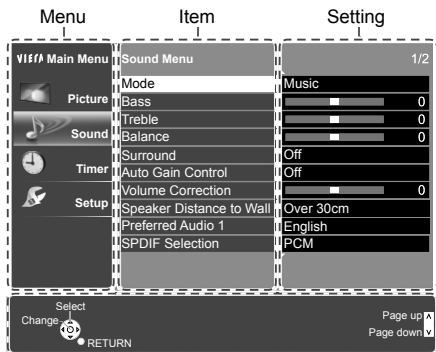 Menu Item Setting
VIERA Main Menu Sound Menu 1/2
Mode Music
Picture
Bass 0
Treble 0
Sound
Balance 0
Surround Off
Timer
Auto Gain Control Off
Volume Correction 0
Setup
Speaker Distance to Wall Over 30cm
Preferred Audio 1 English
SPDIF Selection PCM
Select
Change
RETURN
Page up
Page down